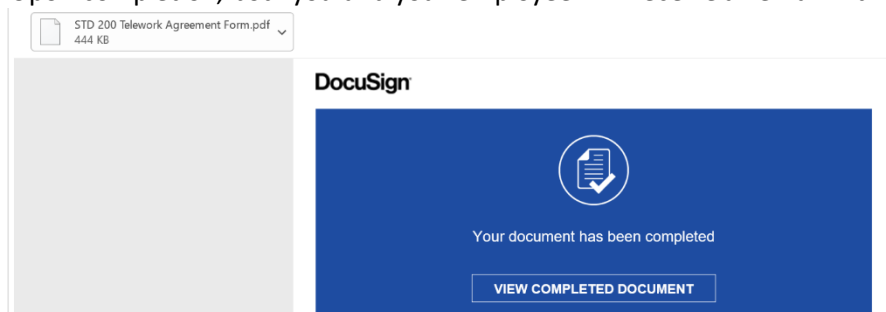 STD 200 Telework Agreement Form.pdf
444 KB
DocuSign
Your document has been completed
VIEW COMPLETED DOCUMENT